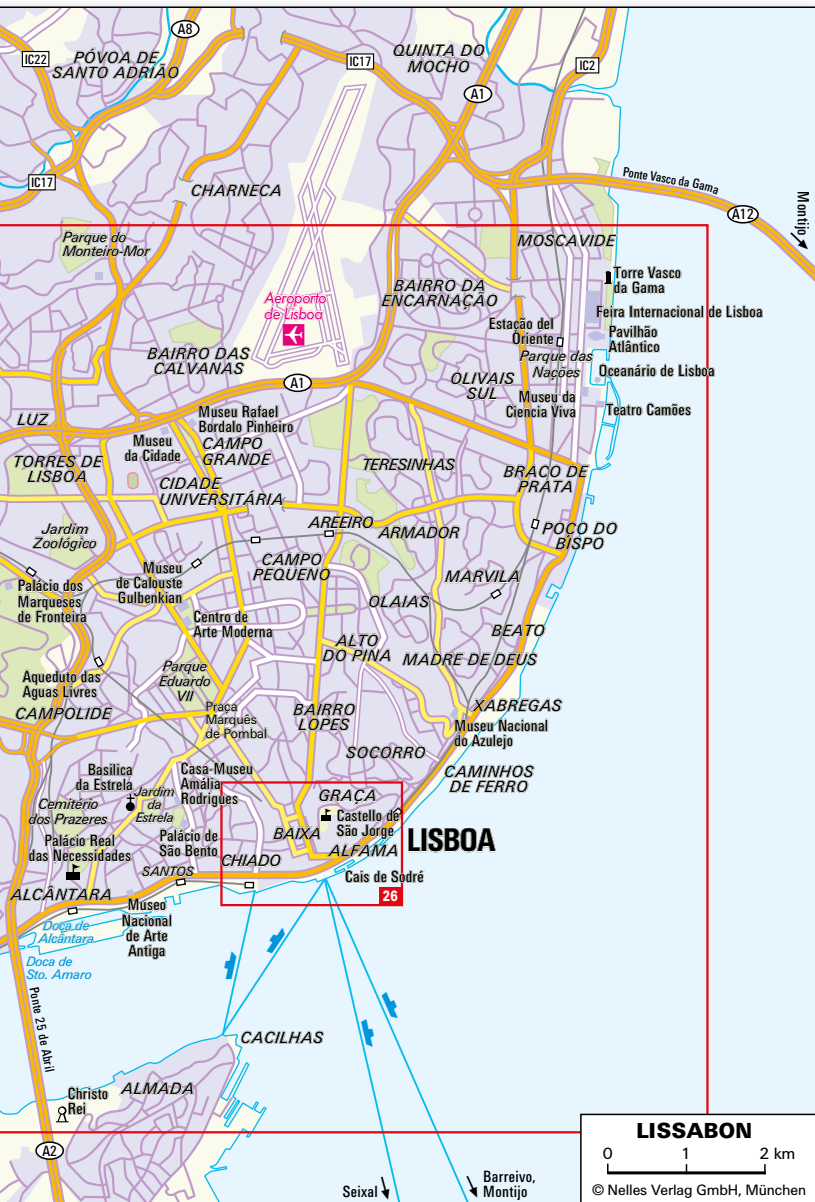 A8
IC22
PÓVOA DE
SANTO ADRIÃO
IC17
QUINTA DO
MOCHO
IC2
A1
IC17
CHARNECA
Ponte Vasco da Gama
A12
Montijo
Parque do
Monteiro-Mor
MOSCAVIDE
Torre Vasco
da Gama
Aeroporto
de Lisboa
BAIRRO DA
ENCARNAÇAO
Feira Internacional de Lisboa
Estação del
Oriente
Pavilhão
Atlântico
BAIRRO DAS
CALVANAS
Parque das
Nações
Oceanário de Lisboa
A1
OLIVAIS
SUL
Museu da
Ciencia Viva
Teatro Camões
LUZ
Museu Rafael
Bordalo Pinheiro
Museu
da Cidade
CAMPO
GRANDE
TORRES DE
LISBOA
TERESINHAS
BRACO DE
PRATA
CIDADE
UNIVERSITÁRIA
Jardim
Zoológico
AREEIRO
ARMADOR
POCO DO
BISPO
CAMPO
PEQUENO
Museu
de Calouste
Gulbenkian
MARVILA
Palácio dos
Marqueses
de Fronteira
OLAIAS
Centro de
Arte Moderna
BEATO
ALTO
DO PINA
MADRE DE DEUS
Parque
Eduardo
VII
Aqueduto das
Aguas Livres
CAMPOLIDE
Praça
Marquês
de Pombal
BAIRRO
LOPES
XABREGAS
Museu Nacional
do Azulejo
SOCORRO
Basilica
da Estrela
Casa-Museu
Amália
Rodrigues
CAMINHOS
DE FERRO
Jardim
da
Estrela
Cemitério
dos Prazeres
GRAÇA
Castello de
São Jorge
Palácio Real
das Necessidades
Palácio de
São Bento
BAIXA
LISBOA
CHIADO
ALFAMA
SANTOS
Cais de Sodré
26
ALCÂNTARA
Museo
Nacional
de Arte
Antiga
Doca de
Alcântara
Doca de
Sto. Amaro
Ponte 25 de Abril
CACILHAS
ALMADA
Christo
Rei
A2
Seixal
Barreivo,
Montijo
LISSABON
0 1 2 km
© Nelles Verlag GmbH, München